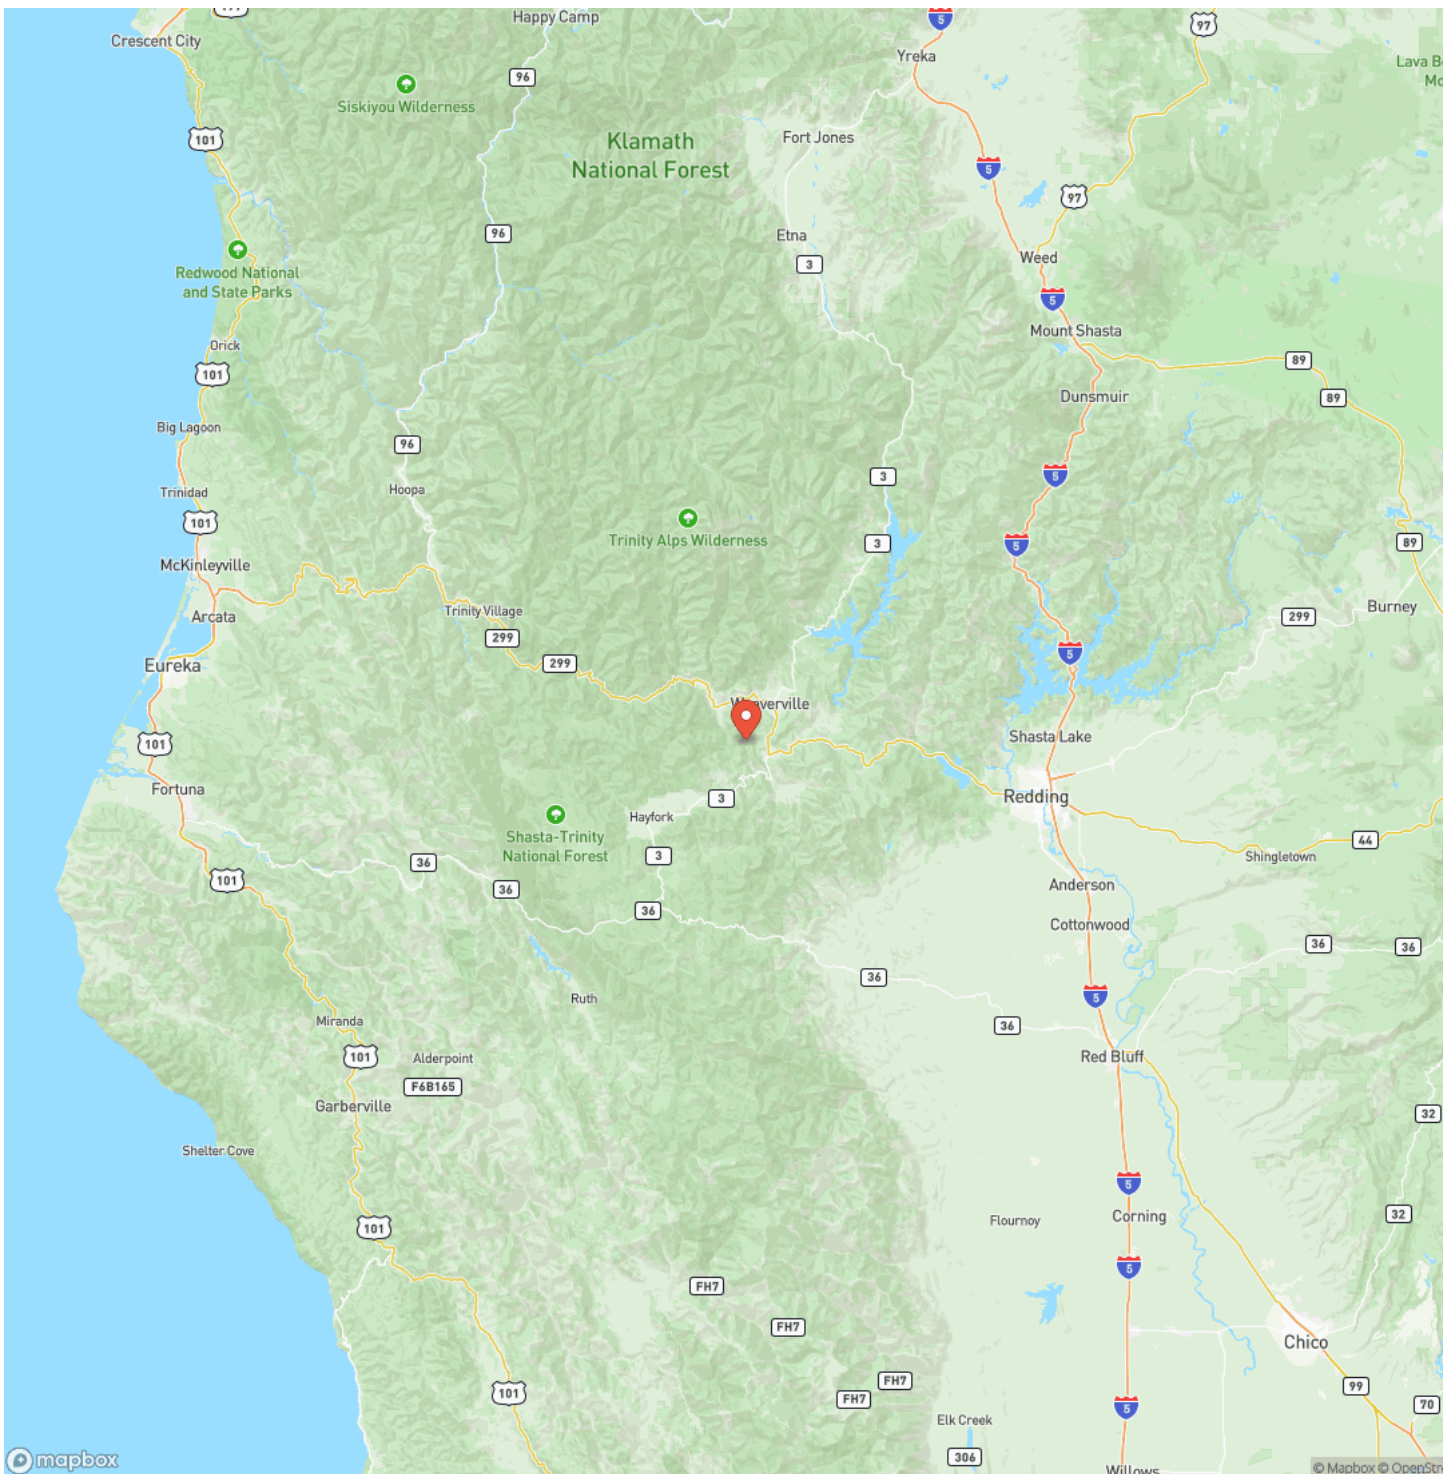 199
Happy Camp
5
97
Crescent City
Yreka
Lava B
Mo
96
Siskiyou Wilderness
101
Klamath
National Forest
Fort Jones
5
97
96
Etna
3
Redwood National
and State Parks
Weed
5
Mount Shasta
Orick
101
89
Dunsmuir
89
Big Lagoon
96
Hoopa
3
5
Trinidad
101
Trinity Alps Wilderness
3
5
89
McKinleyville
Arcata
Trinity Village
299
299
Burney
Eureka
299
5
Weaverville
101
Shasta Lake
Fortuna
3
Redding
Hayfork
Shasta-Trinity
National Forest
44
36
3
Shingletown
101
36
Anderson
36
Cottonwood
36
36
36
5
Ruth
Miranda
36
101
Alderpoint
Red Bluff
F6B165
Garberville
32
Shelter Cove
5
101
Flournoy
Corning
32
5
FH7
FH7
Chico
FH7
99
101
FH7
5
70
Elk Creek
306
Willows
mapbox
© Mapbox © OpenStr